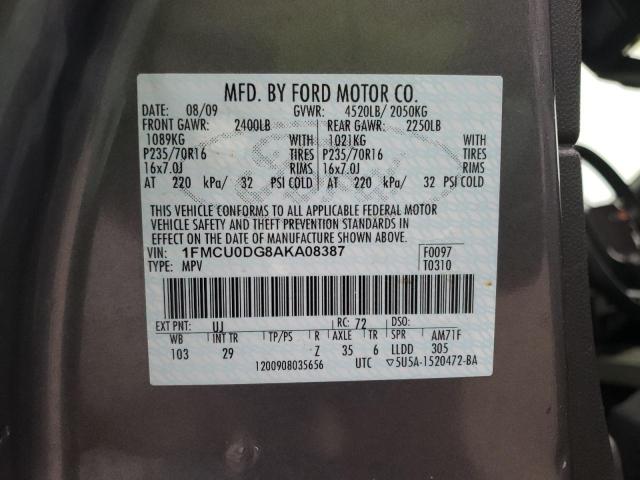 MFD. BY FORD MOTOR CO.
DATE: 08/09 GVWR: 4520LB/ 2050KG
FRONT GAWR: 2400LB REAR GAWR: 2250LB
1089KG WITH 1021KG WITH
P235/70R16 TIRES P235/70R16 TIRES
16x7.0J RIMS 16x7.0J RIMS
AT 220 kPa/ 32 PSI COLD AT 220 kPa/ 32 PSI COLD
THIS VEHICLE CONFORMS TO ALL APPLICABLE FEDERAL MOTOR
VEHICLE SAFETY AND THEFT PREVENTION STANDARDS IN
EFFECT ON THE DATE OF MANUFACTURE SHOWN ABOVE.
VIN: 1FMCU0DG8AKA08387 F0097
TYPE: MPV T0310
EXT PNT: UJ RC: 72 DSO:
WB INT TR TP/PS R AXLE TR SPR AM71F
103 29 Z 35 6 LLDD 305
1200908035656 UTC ▽5U5A-1520472-BA
Ford